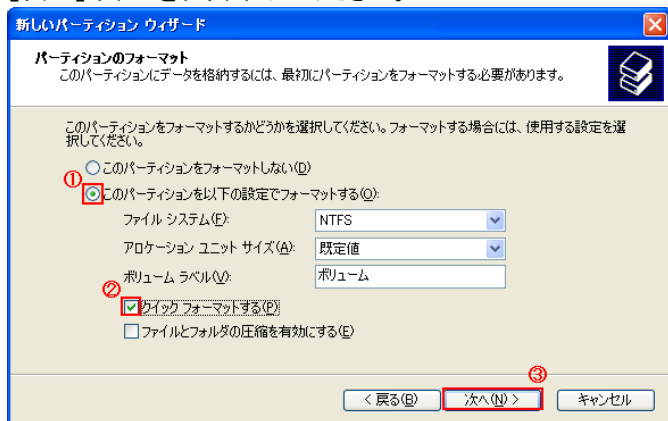 新しいパーティション ウィザード
パーティションのフォーマット
このパーティションにデータを格納するには、最初にパーティションをフォーマットする必要があります。
このパーティションをフォーマットするかどうかを選択してください。フォーマットする場合には、使用する設定を選
択してください。
このパーティションをフォーマットしない(D)
①
このパーティションを以下の設定でフォーマットする(O):
ファイル システム(F): NTFS
アロケーション ユニット サイズ(A): 既定値
ボリューム ラベル(V): ボリューム
②
クイック フォーマットする(P)
ファイルとフォルダの圧縮を有効にする(E)
③
< 戻る(B) 次へ(N) > キャンセル